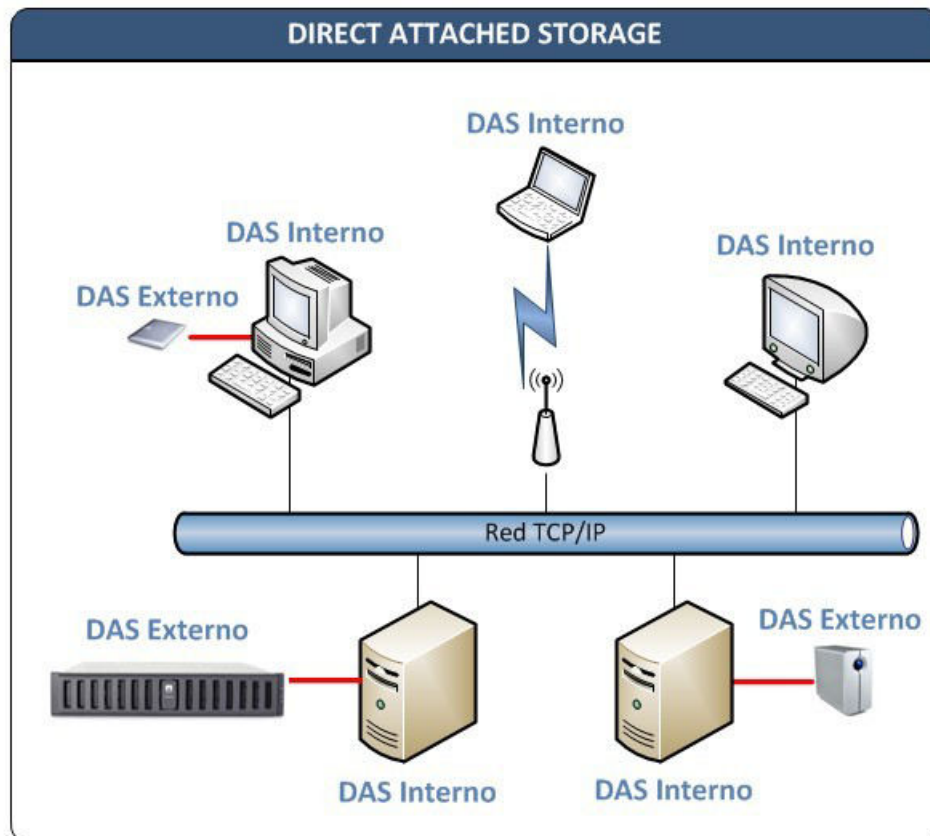 DIRECT ATTACHED STORAGE
DAS Interno
DAS Interno
DAS Interno
DAS Externo
Red TCP/IP
DAS Externo
DAS Externo
DAS Interno
DAS Interno